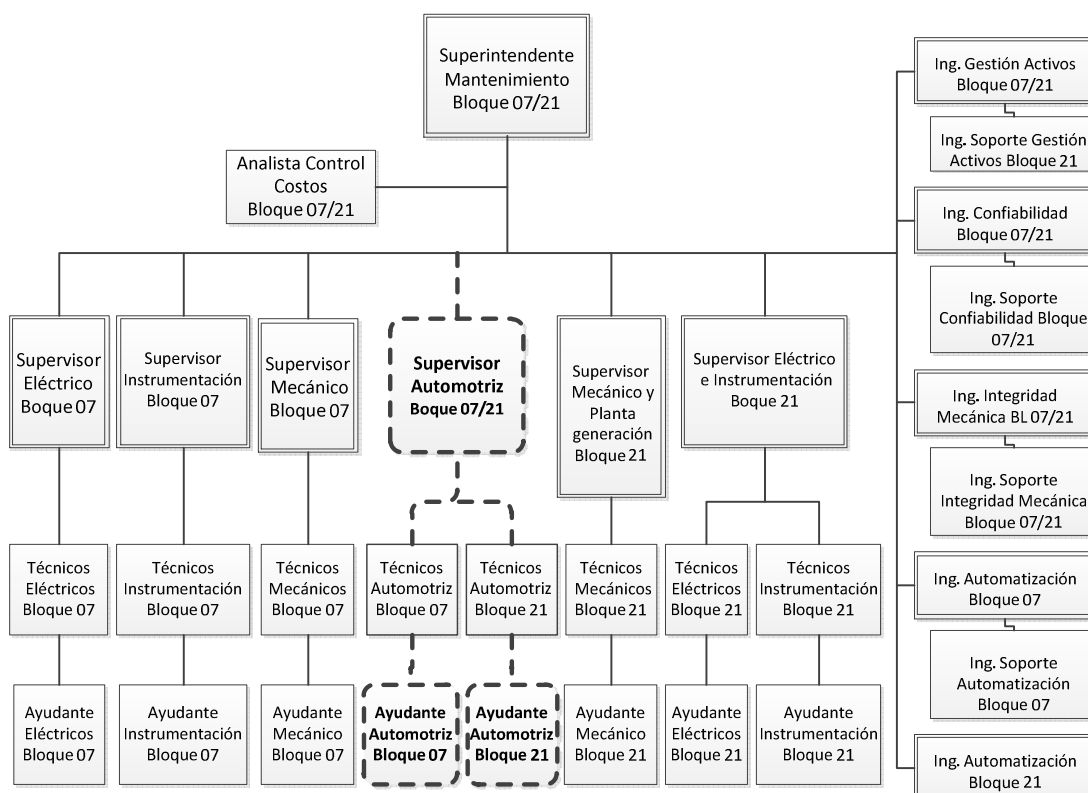 Superintendente
Mantenimiento
Bloque 07/21
Analista Control
Costos
Bloque 07/21
Supervisor
Eléctrico
Boque 07
Supervisor
Instrumentación
Bloque 07
Supervisor
Mecánico
Bloque 07
Supervisor
Automotriz
Boque 07/21
Supervisor
Mecánico y
Planta
generación
Bloque 21
Supervisor Eléctrico
e Instrumentación
Boque 21
Técnicos
Eléctricos
Bloque 07
Técnicos
Instrumentación
Bloque 07
Técnicos
Mecánicos
Bloque 07
Técnicos
Automotriz
Bloque 07
Técnicos
Automotriz
Bloque 21
Técnicos
Mecánicos
Bloque 21
Técnicos
Eléctricos
Bloque 21
Técnicos
Instrumentación
Bloque 21
Ayudante
Eléctricos
Bloque 07
Ayudante
Instrumentación
Bloque 07
Ayudante
Mecánico
Bloque 07
Ayudante
Automotriz
Bloque 07
Ayudante
Automotriz
Bloque 21
Ayudante
Mecánico
Bloque 21
Ayudante
Eléctricos
Bloque 21
Ayudante
Instrumentación
Bloque 21
Ing. Gestión Activos
Bloque 07/21
Ing. Soporte Gestión
Activos Bloque 21
Ing. Confiabilidad
Bloque 07/21
Ing. Soporte
Confiabilidad Bloque
07/21
Ing. Integridad
Mecánica BL 07/21
Ing. Soporte
Integridad Mecánica
Bloque 07/21
Ing. Automatización
Bloque 07
Ing. Soporte
Automatización
Bloque 07
Ing. Automatización
Bloque 21